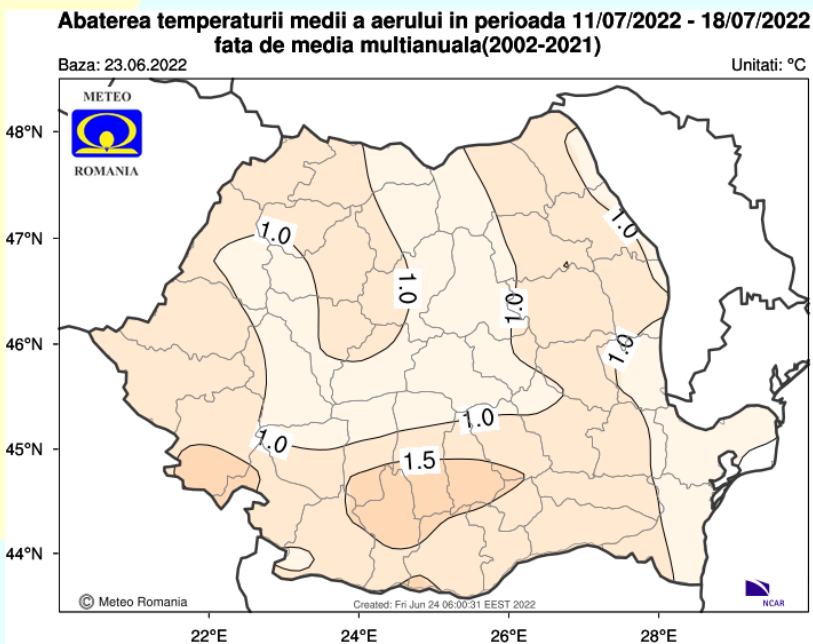 Abaterea temperaturii medii a aerului in perioada 11/07/2022 - 18/07/2022
fata de media multianuala(2002-2021)
Baza: 23.06.2022
Unitati: ºC
METEO
ROMANIA
48°N
47°N
46°N
45°N
44°N
1.0
1.0
1.0
1.0
1.0
1.0
1.0
1.5
© Meteo Romania
Created: Fri Jun 24 06:00:31 EEST 2022
NCAR
22°E
24°E
26°E
28°E